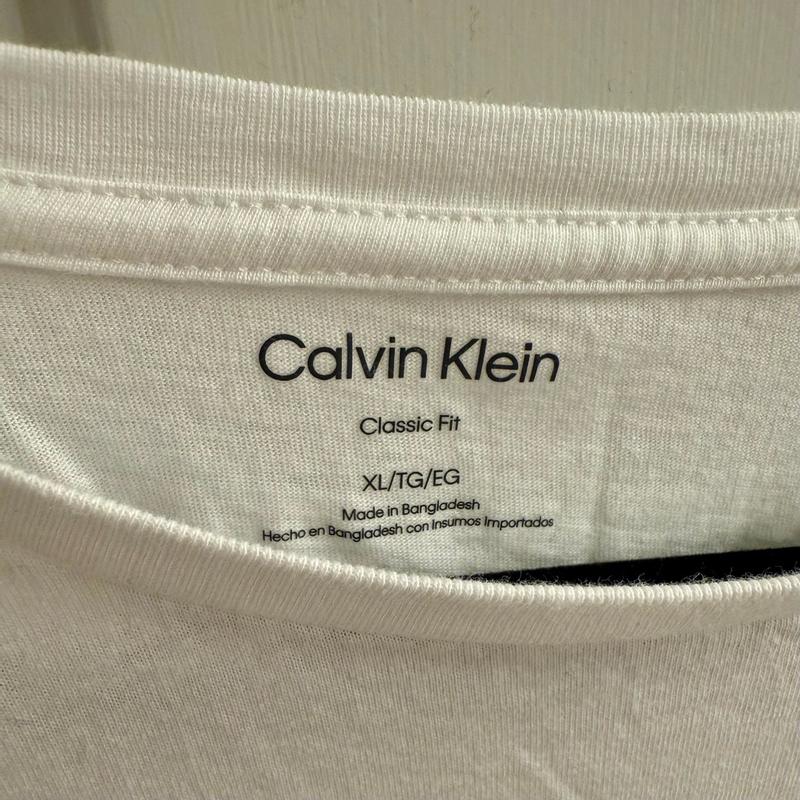 Calvin Klein
Classic Fit
XL/TG/EG
Made in Bangladesh
Hecho en Bangladesh con Insumos Importados